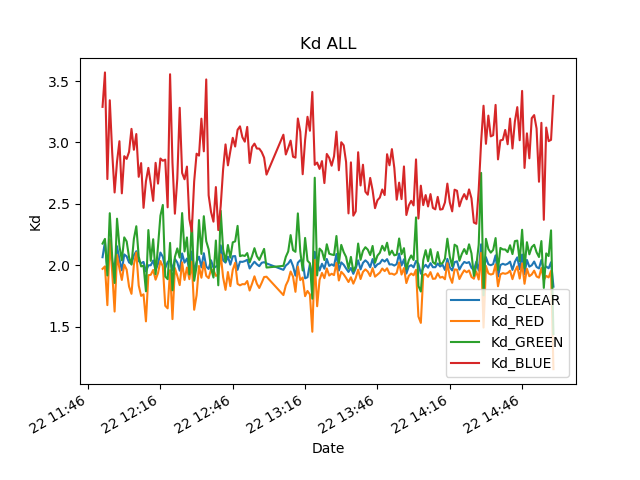 Kd ALL
3.5
3.0
2.5
2.0
1.5
Kd
Kd_CLEAR
Kd_RED
Kd_GREEN
Kd_BLUE
22 11:46
22 12:16
22 12:46
22 13:16
22 13:46
22 14:16
22 14:46
Date